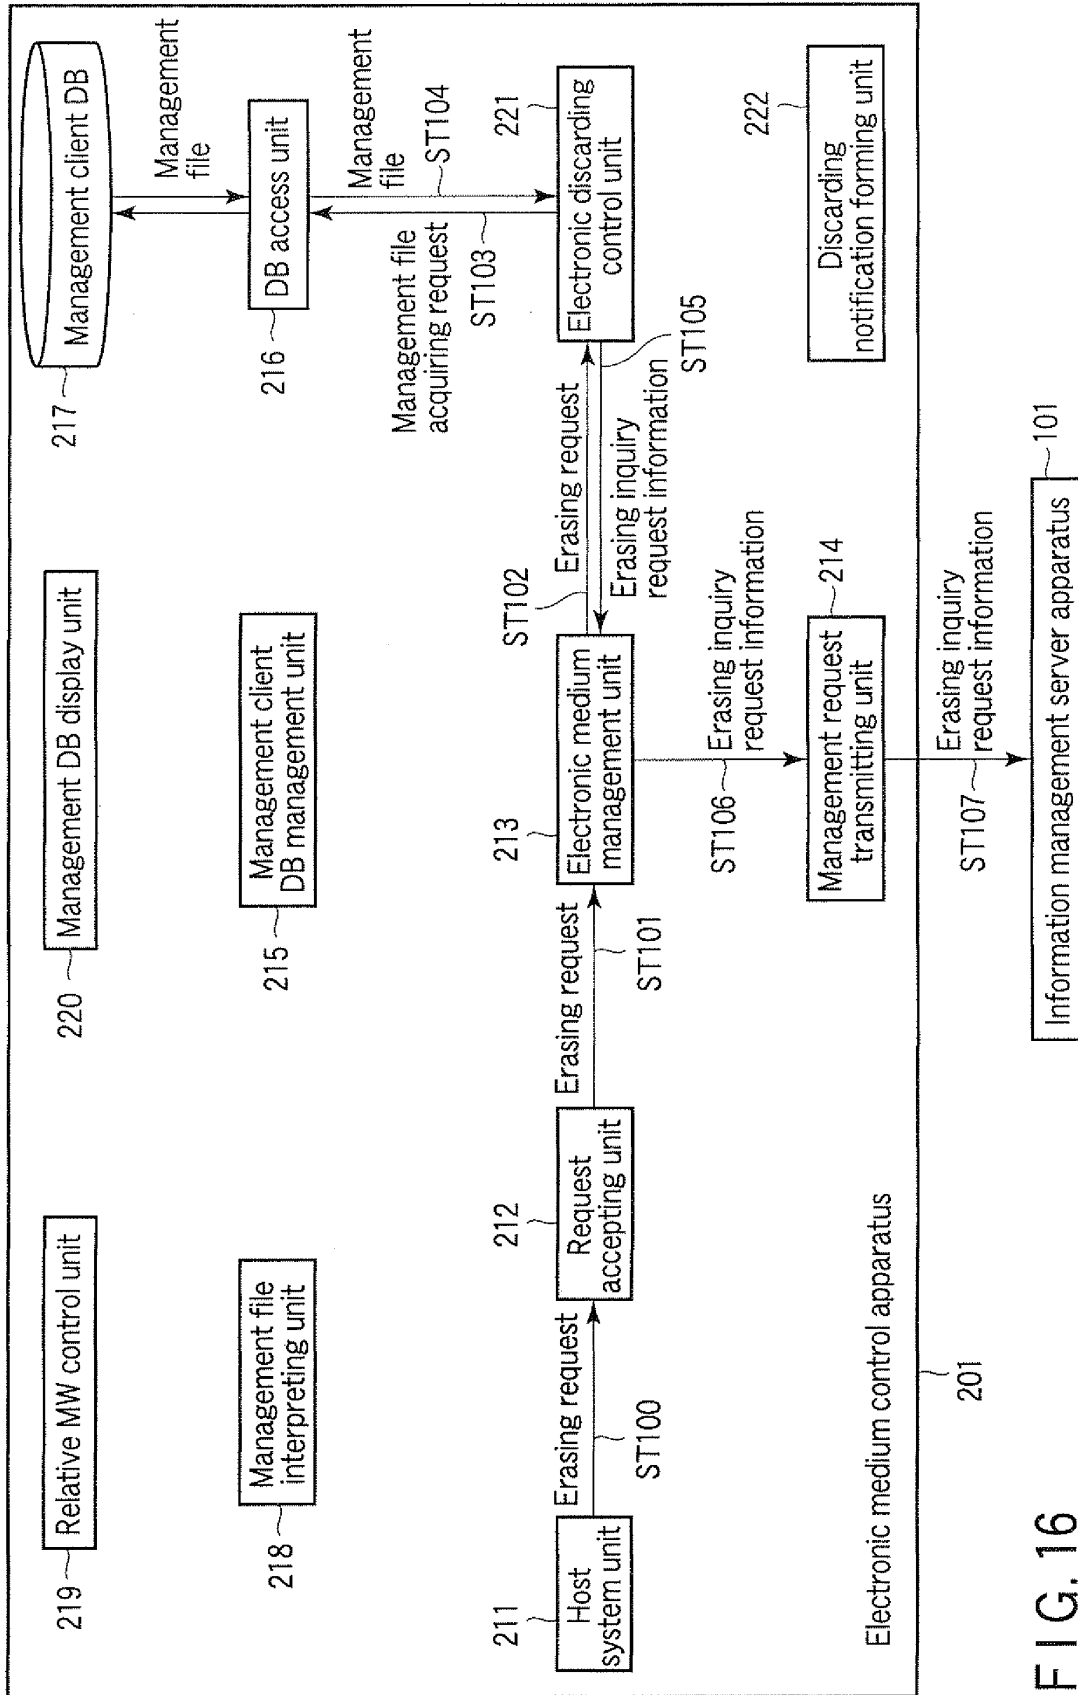 219
Relative MW control unit
220
Management DB display unit
217
Management client DB
Management
file
218
Management file
interpreting unit
215
Management client
DB management unit
216
DB access unit
Management file
acquiring request
ST103
Management
file
ST104
211
Host
system unit
Erasing request
ST100
212
Request
accepting unit
Erasing request
ST101
213
Electronic medium
management unit
ST102
Erasing request
Erasing inquiry
request information
ST105
221
Electronic discarding
control unit
ST106
Erasing inquiry
request information
214
Management request
transmitting unit
222
Discarding
notification forming unit
Electronic medium control apparatus
201
ST107
Erasing inquiry
request information
101
Information management server apparatus
FIG. 16